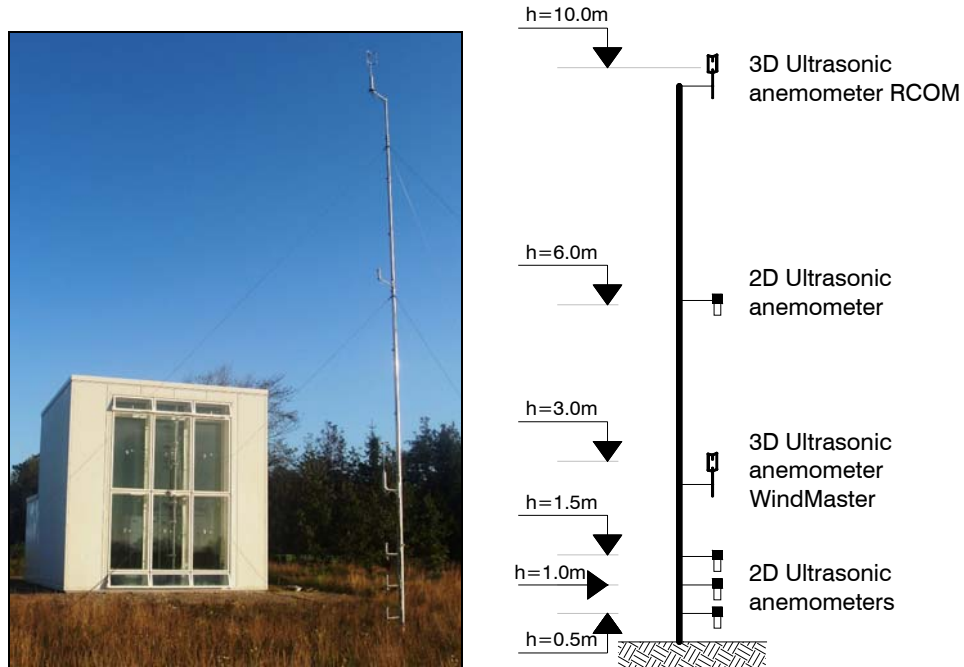 h=10.0m
3D Ultrasonic
anemometer RCOM
h=6.0m
2D Ultrasonic
anemometer
h=3.0m
3D Ultrasonic
anemometer
WindMaster
h=1.5m
h=1.0m
2D Ultrasonic
anemometers
h=0.5m